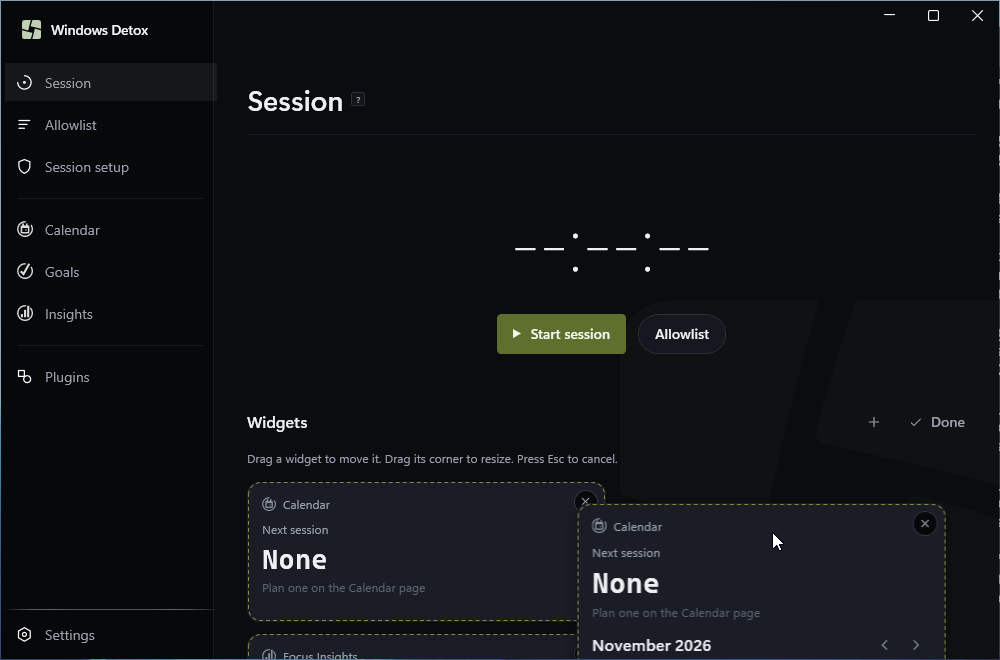 Windows Detox
Session
Allowlist
Session setup
Calendar
Goals
Insights
Plugins
Settings
Session ?
--:--:--
Start session
Allowlist
Widgets
Done
Drag a widget to move it. Drag its corner to resize. Press Esc to cancel.
Calendar
Next session
None
Plan one on the Calendar page
Focus Insights
Calendar
Next session
None
Plan one on the Calendar page
November 2026